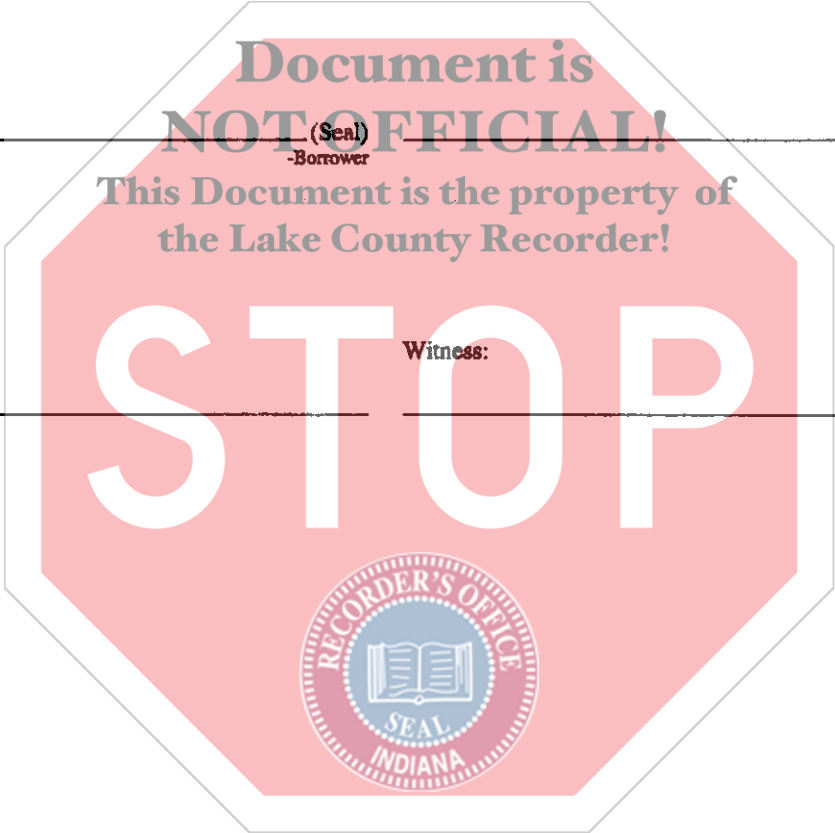 Document is
NOT OFFICIAL!
(Seal)
-Borrower
This Document is the property of
the Lake County Recorder!
Witness:
STOP
RECORDER'S OFFICE
SEAL
INDIANA